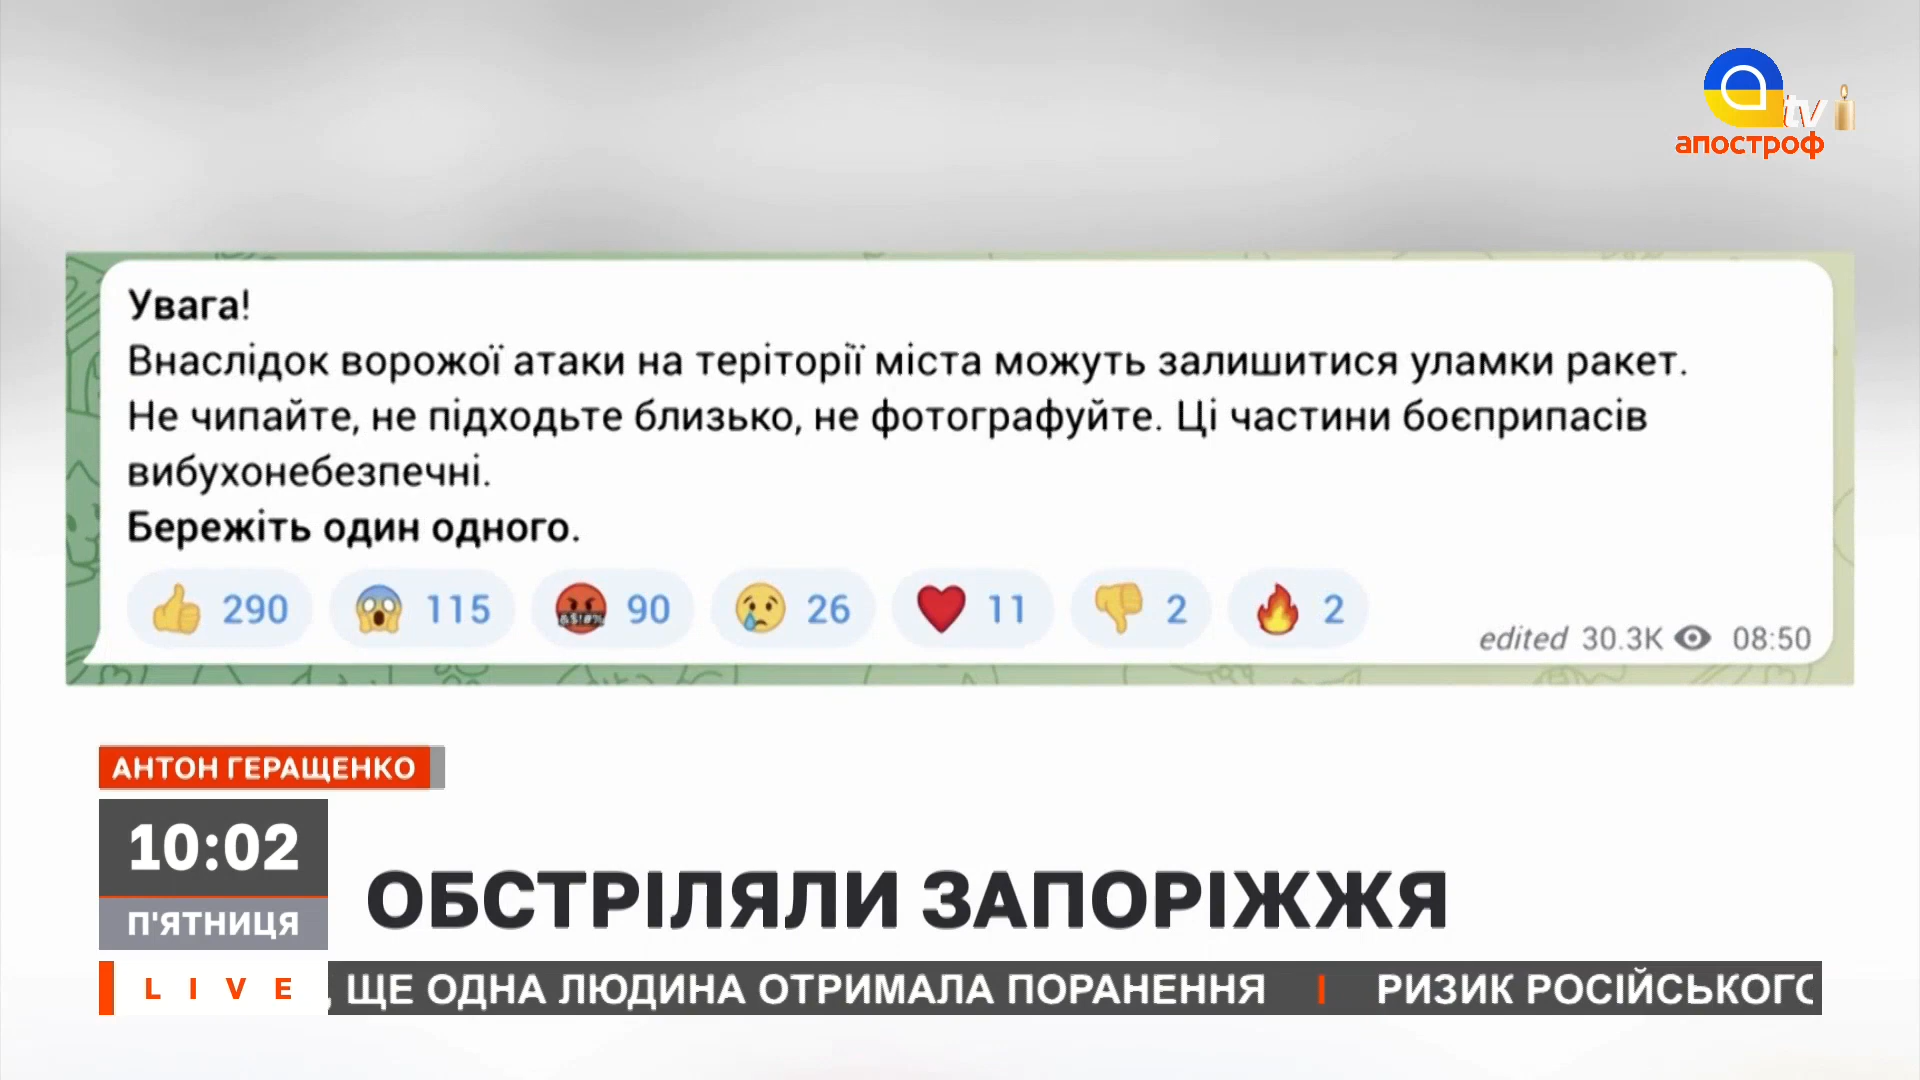 tv
апостроф
Увага!
Внаслідок ворожої атаки на теріторії міста можуть залишитися уламки ракет.
Не чипайте, не підходьте близько, не фотографуйте. Ці частини боєприпасів
вибухонебезпечні.
Бережіть один одного.
290 115 &$!#% 90 26 11 2 2
edited 30.3K 08:50
АНТОН ГЕРАЩЕНКО
10:02
П'ЯТНИЦЯ
ОБСТРІЛЯЛИ ЗАПОРІЖЖЯ
LIVE , ЩЕ ОДНА ЛЮДИНА ОТРИМАЛА ПОРАНЕННЯ | РИЗИК РОСІЙСЬКОГО